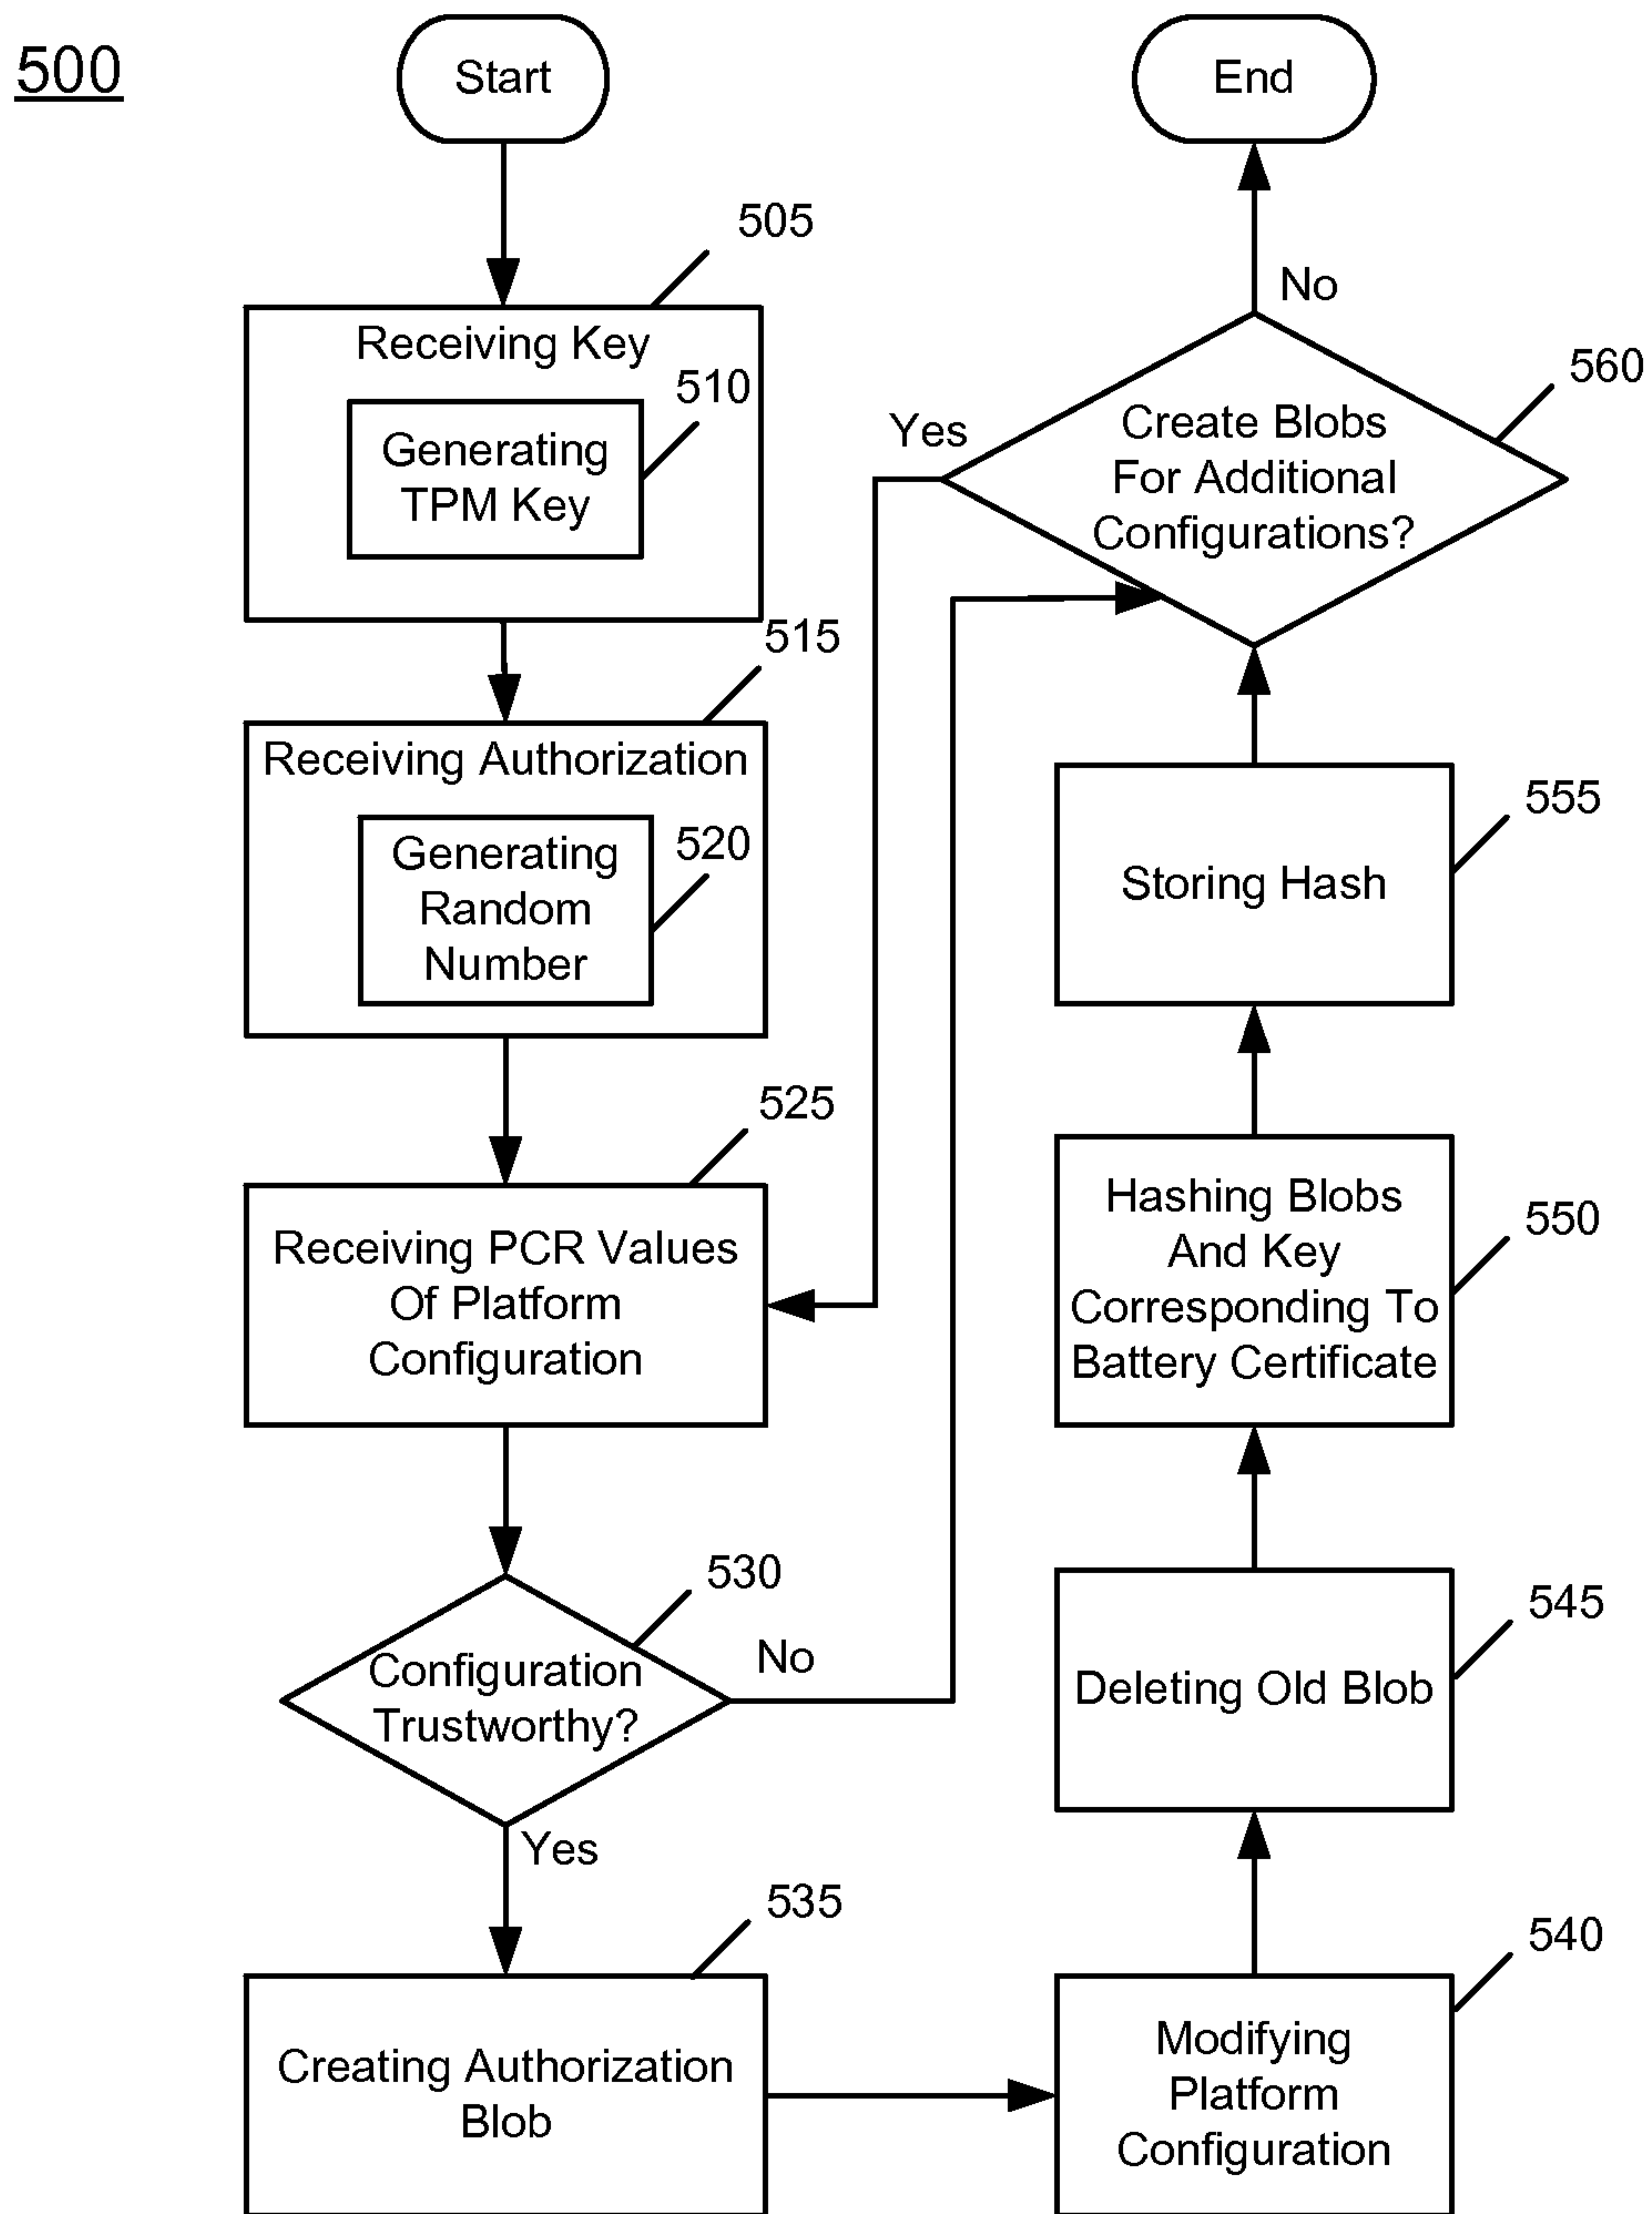 500
Start
505
Receiving Key
510
Generating
TPM Key
515
Receiving Authorization
520
Generating
Random
Number
525
Receiving PCR Values
Of Platform
Configuration
530
Configuration
Trustworthy?
No
Yes
535
Creating Authorization
Blob
540
Modifying
Platform
Configuration
545
Deleting Old Blob
550
Hashing Blobs
And Key
Corresponding To
Battery Certificate
555
Storing Hash
560
Create Blobs
For Additional
Configurations?
Yes
No
End